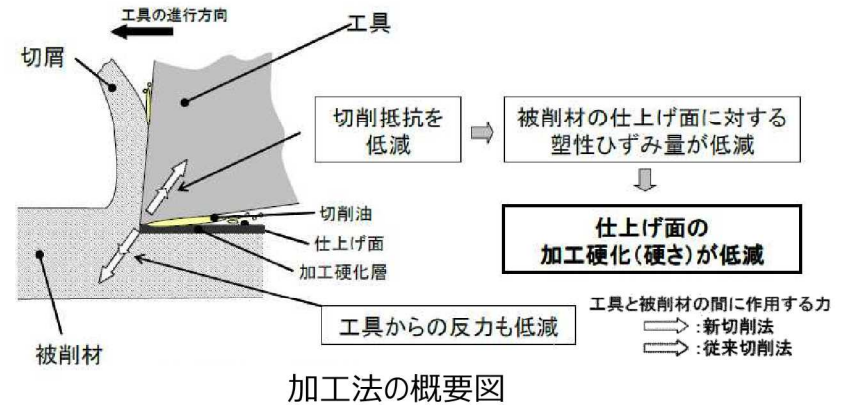 工具の進行方向
切屑
工具
切削抵抗を
低減
被削材の仕上げ面に対する
塑性ひずみ量が低減
切削油
仕上げ面
加工硬化層
仕上げ面の
加工硬化(硬さ)が低減
工具からの反力も低減
被削材
工具と被削材の間に作用する力
:新切削法
:従来切削法
加工法の概要図